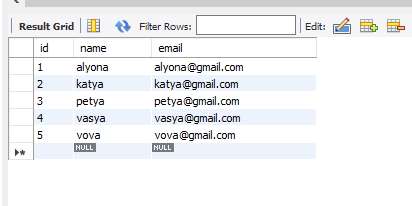 Result Grid Filter Rows: Edit:
id name email
1 alyona alyona@gmail.com
2 katya katya@gmail.com
3 petya petya@gmail.com
4 vasya vasya@gmail.com
5 vova vova@gmail.com
NULL NULL